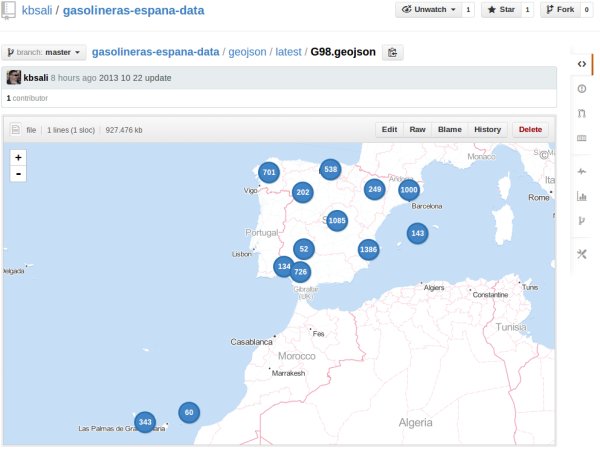 kbsali / gasolineras-espana-data
Unwatch 1
Star 1
Fork 0
branch: master
gasolineras-espana-data / geojson / latest / G98.geojson
kbsali 8 hours ago 2013 10 22 update
1 contributor
file 1 lines (1 sloc) 927.476 kb
Edit Raw Blame History Delete
+
-
Monaco
701
538
Andorra
Vigo
202
249
1000
Barcelona
Rome
Ita
Portugal
1085
143
Lisbon
52
1386
134
726
Delgada
Gibraltar
(UK)
Algiers
Constantine
Tunis
Tunisia
Fes
Casablanca
Morocco
Marrakesh
60
343
Las Palmas de Gran
Algeria